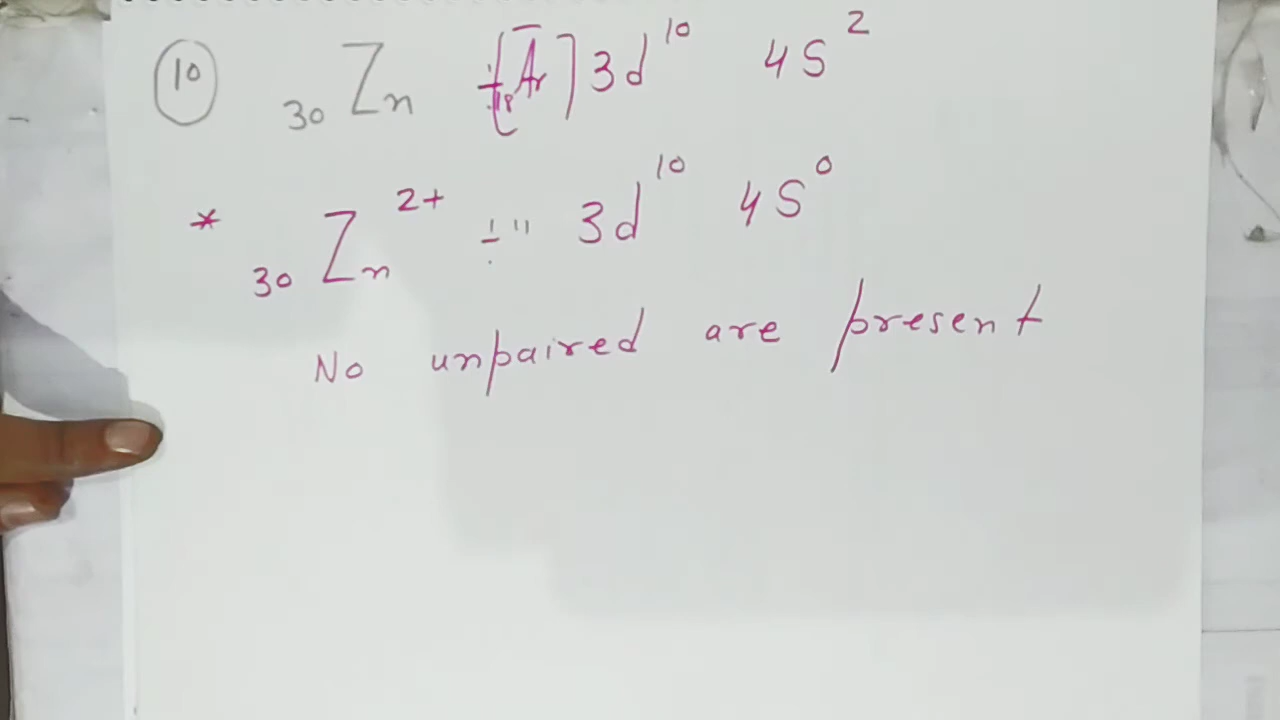 10 30Zn [18Ar] 3d10 4S2
* 30Zn2+ ÷ " 3d10 4S0
No unpaired are present